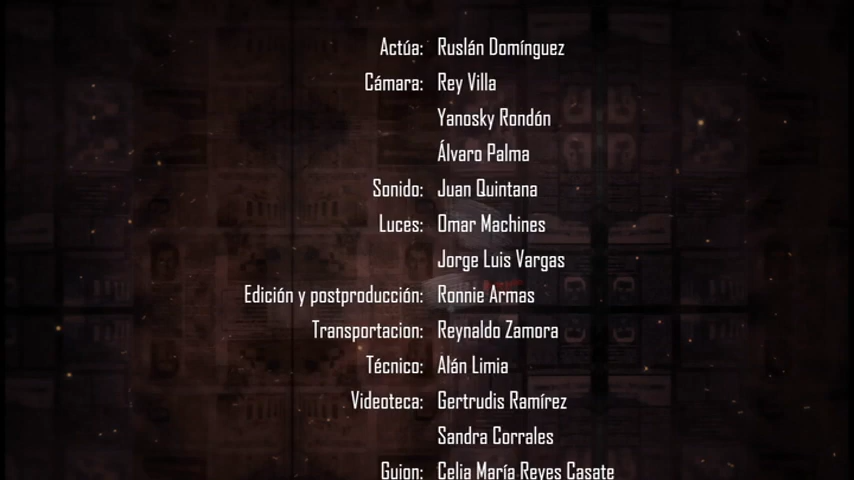 Actúa: Ruslán Domínguez
Cámara: Rey Villa
Yanosky Rondón
Álvaro Palma
Sonido: Juan Quintana
Luces: Omar Machines
Jorge Luis Vargas
Edición y postproducción: Ronnie Armas
Transportacion: Reynaldo Zamora
Técnico: Alán Limia
Videoteca: Gertrudis Ramírez
Sandra Corrales
Guion: Celia María Reyes Casate